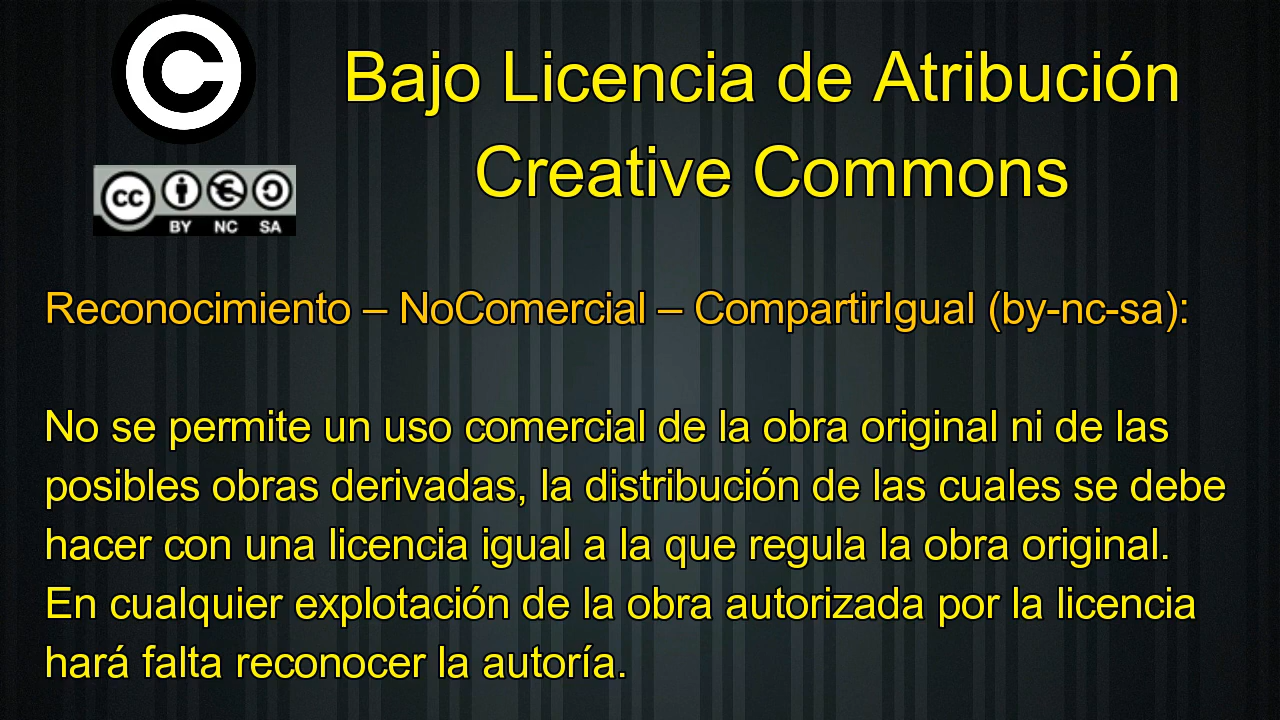 Bajo Licencia de Atribución
Creative Commons
cc
BY NC SA
Reconocimiento – NoComercial – CompartirIgual (by-nc-sa):
No se permite un uso comercial de la obra original ni de las
posibles obras derivadas, la distribución de las cuales se debe
hacer con una licencia igual a la que regula la obra original.
En cualquier explotación de la obra autorizada por la licencia
hará falta reconocer la autoría.